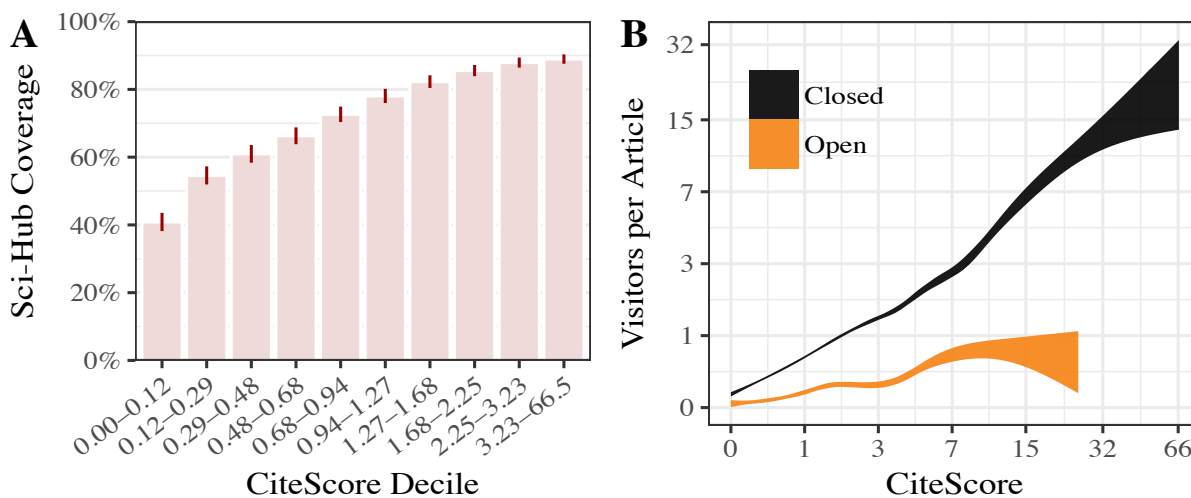 A
Sci-Hub Coverage
100%
80%
60%
40%
20%
0%
0.00–0.12
0.12–0.29
0.29–0.48
0.48–0.68
0.68–0.94
0.94–1.27
1.27–1.68
1.68–2.25
2.25–3.23
3.23–66.5
CiteScore Decile
B
Visitors per Article
32
15
7
3
1
0
Closed
Open
0 1 3 7 15 32 66
CiteScore